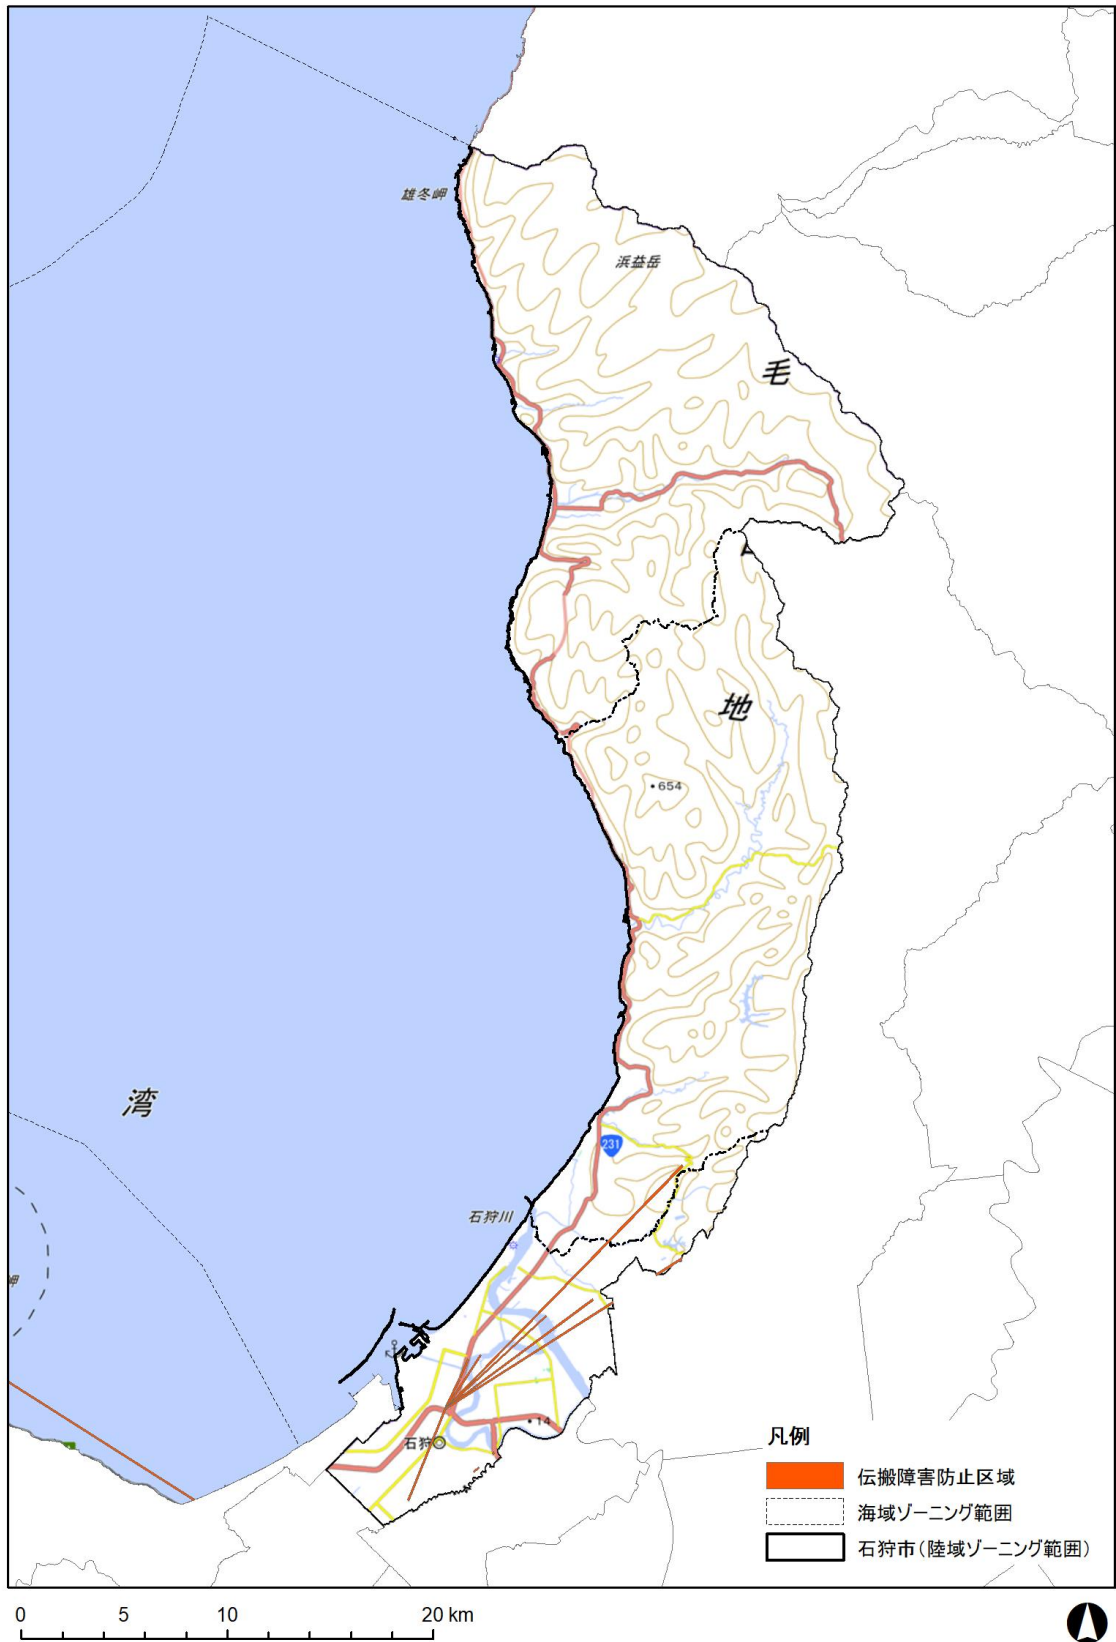 雄冬岬
浜益岳
毛
地
・654
湾
231
石狩川
岬
・14
石狩◎
凡例
伝搬障害防止区域
海域ゾーニング範囲
石狩市(陸域ゾーニング範囲)
0 5 10 20 km